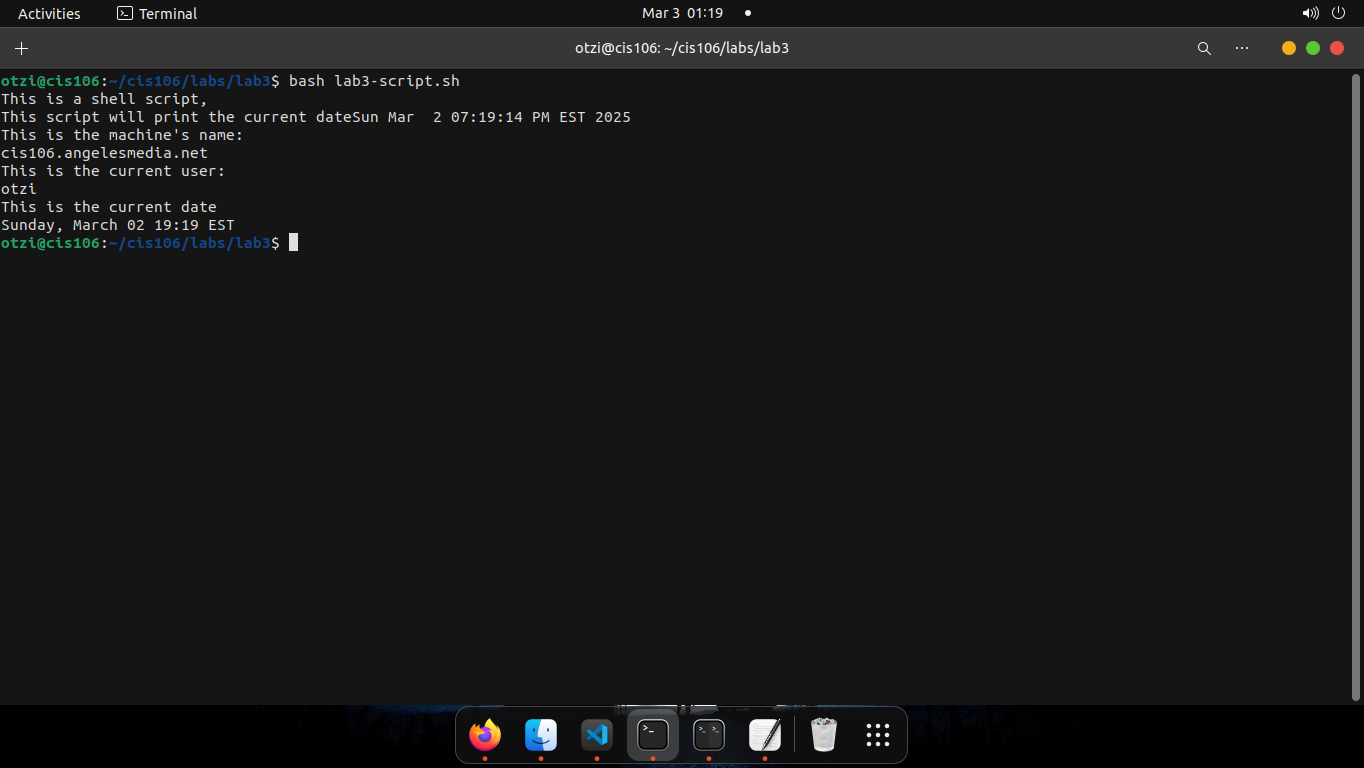 Activities
Terminal
Mar 3 01:19
otzi@cis106: ~/cis106/labs/lab3
otzi@cis106:~/cis106/labs/lab3$ bash lab3-script.sh
This is a shell script,
This script will print the current dateSun Mar  2 07:19:14 PM EST 2025
This is the machine's name:
cis106.angelesmedia.net
This is the current user:
otzi
This is the current date
Sunday, March 02 19:19 EST
otzi@cis106:~/cis106/labs/lab3$